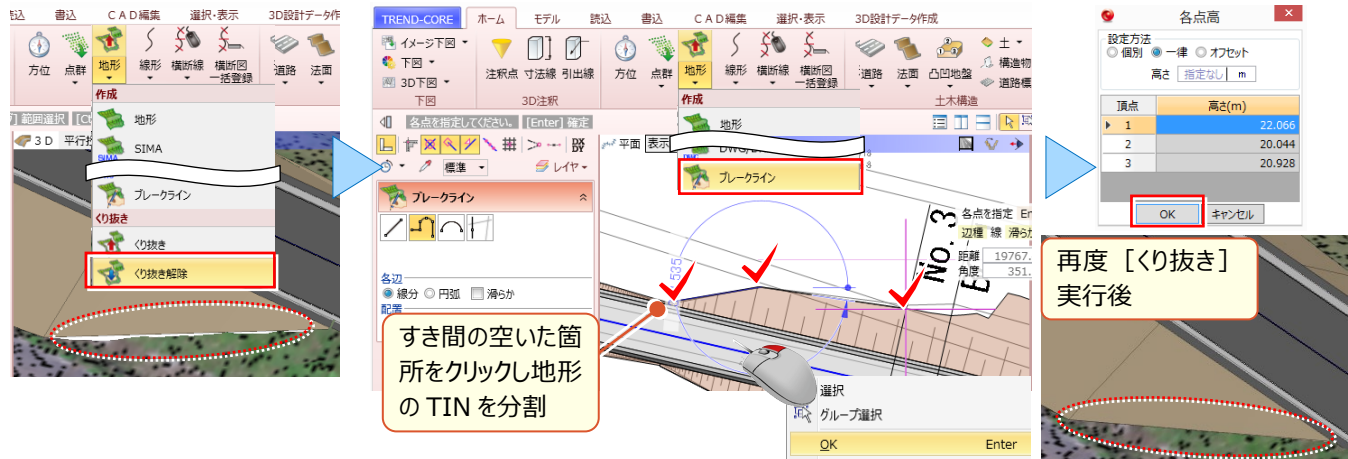 込 書込 CAD編集 選択・表示 3D設計データ作
方位 点群 地形 線形 横断線 横断図
一括登録 道路 法面
作成
地形
SIMA
ブレークライン
くり抜き
くり抜き
くり抜き解除
範囲選択
3D 平行
TREND-CORE ホーム モデル 読込 書込 CAD編集 選択・表示 3D設計データ作成
イメージ下図
下図
3D下図
下図
注釈点 寸法線 引出線
3D注釈
方位 点群 地形 線形 横断線 横断図
一括登録 道路 法面 凸凹地盤
土
構造物
道路標
土木構造
作成
地形
ブレークライン
各点を指定してください。 [Enter] 確定
標準 レイヤ
平面 表示
ブレークライン
各辺
線分 円弧 滑らか
配置
すき間の空いた箇
所をクリックし地形
の TIN を分割
535
No. 3
各点を指定 En
辺種 線 滑らか
距離 19767.
角度 351.
選択
グループ選択
OK Enter
各点高
設定方法
個別 一律 オフセット
高さ 指定なし m
頂点 高さ(m)
1 22.066
2 20.044
3 20.928
OK キャンセル
再度［くり抜き］
実行後